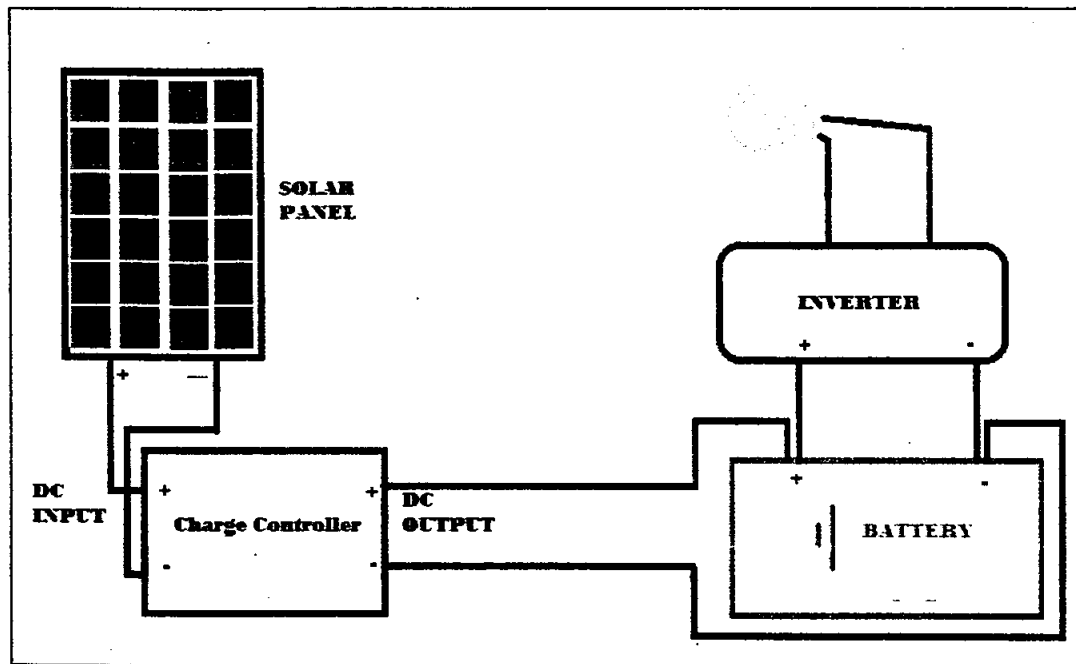 SOLAR
PANEL
+ —
INVERTER
+ -
DC
INPUT
+
-
Charge Controller
+
-
DC
OUTPUT
+ -
BATTERY